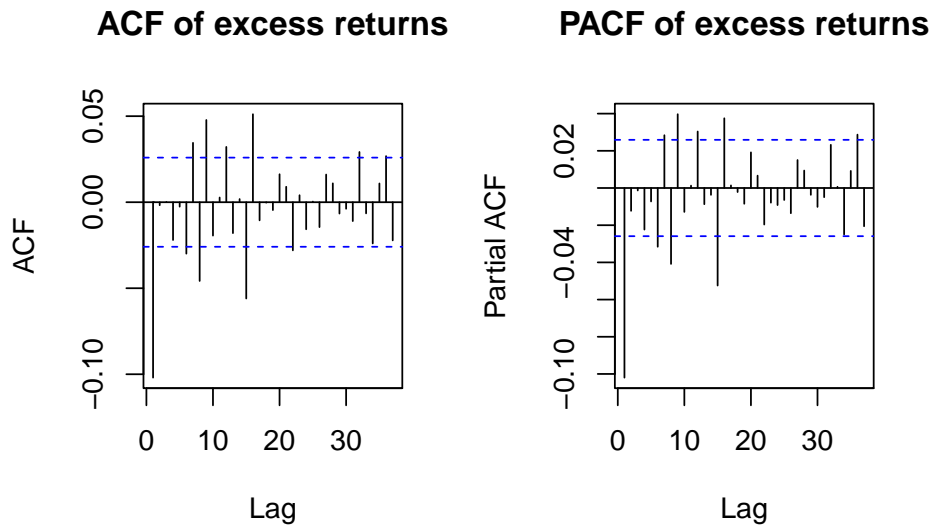 ACF of excess returns
ACF
0.05
0.00
−0.10
0 10 20 30
Lag
PACF of excess returns
Partial ACF
0.02
−0.04
−0.10
0 10 20 30
Lag